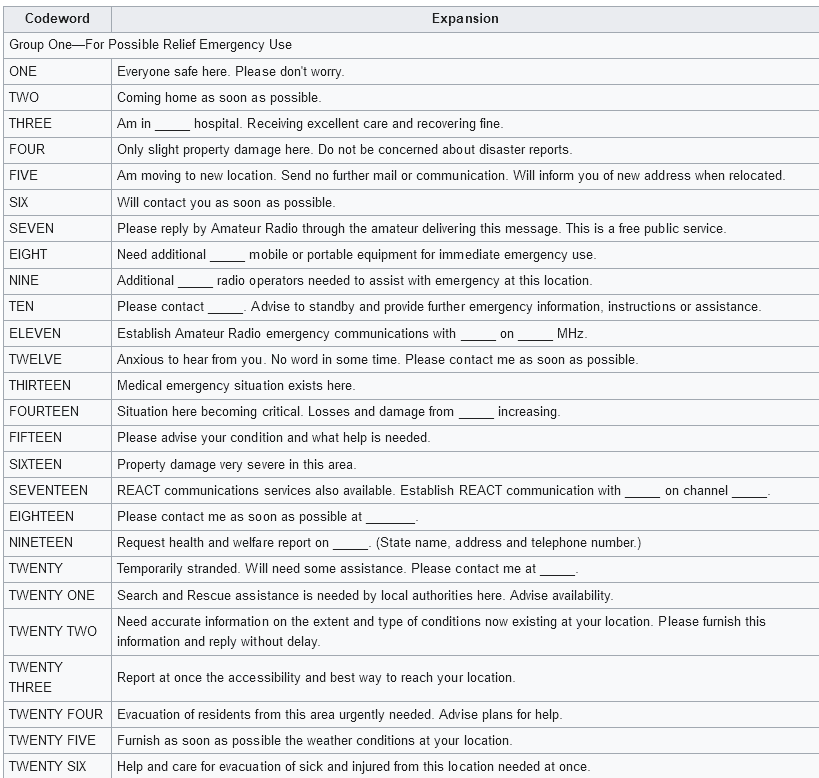 Codeword Expansion
Group One—For Possible Relief Emergency Use
ONE Everyone safe here. Please don't worry.
TWO Coming home as soon as possible.
THREE Am in _____ hospital. Receiving excellent care and recovering fine.
FOUR Only slight property damage here. Do not be concerned about disaster reports.
FIVE Am moving to new location. Send no further mail or communication. Will inform you of new address when relocated.
SIX Will contact you as soon as possible.
SEVEN Please reply by Amateur Radio through the amateur delivering this message. This is a free public service.
EIGHT Need additional _____ mobile or portable equipment for immediate emergency use.
NINE Additional _____ radio operators needed to assist with emergency at this location.
TEN Please contact _____. Advise to standby and provide further emergency information, instructions or assistance.
ELEVEN Establish Amateur Radio emergency communications with _____ on _____ MHz.
TWELVE Anxious to hear from you. No word in some time. Please contact me as soon as possible.
THIRTEEN Medical emergency situation exists here.
FOURTEEN Situation here becoming critical. Losses and damage from _____ increasing.
FIFTEEN Please advise your condition and what help is needed.
SIXTEEN Property damage very severe in this area.
SEVENTEEN REACT communications services also available. Establish REACT communication with _____ on channel _____.
EIGHTEEN Please contact me as soon as possible at _______.
NINETEEN Request health and welfare report on _____. (State name, address and telephone number.)
TWENTY Temporarily stranded. Will need some assistance. Please contact me at _____.
TWENTY ONE Search and Rescue assistance is needed by local authorities here. Advise availability.
TWENTY TWO Need accurate information on the extent and type of conditions now existing at your location. Please furnish this
information and reply without delay.
TWENTY
THREE Report at once the accessibility and best way to reach your location.
TWENTY FOUR Evacuation of residents from this area urgently needed. Advise plans for help.
TWENTY FIVE Furnish as soon as possible the weather conditions at your location.
TWENTY SIX Help and care for evacuation of sick and injured from this location needed at once.